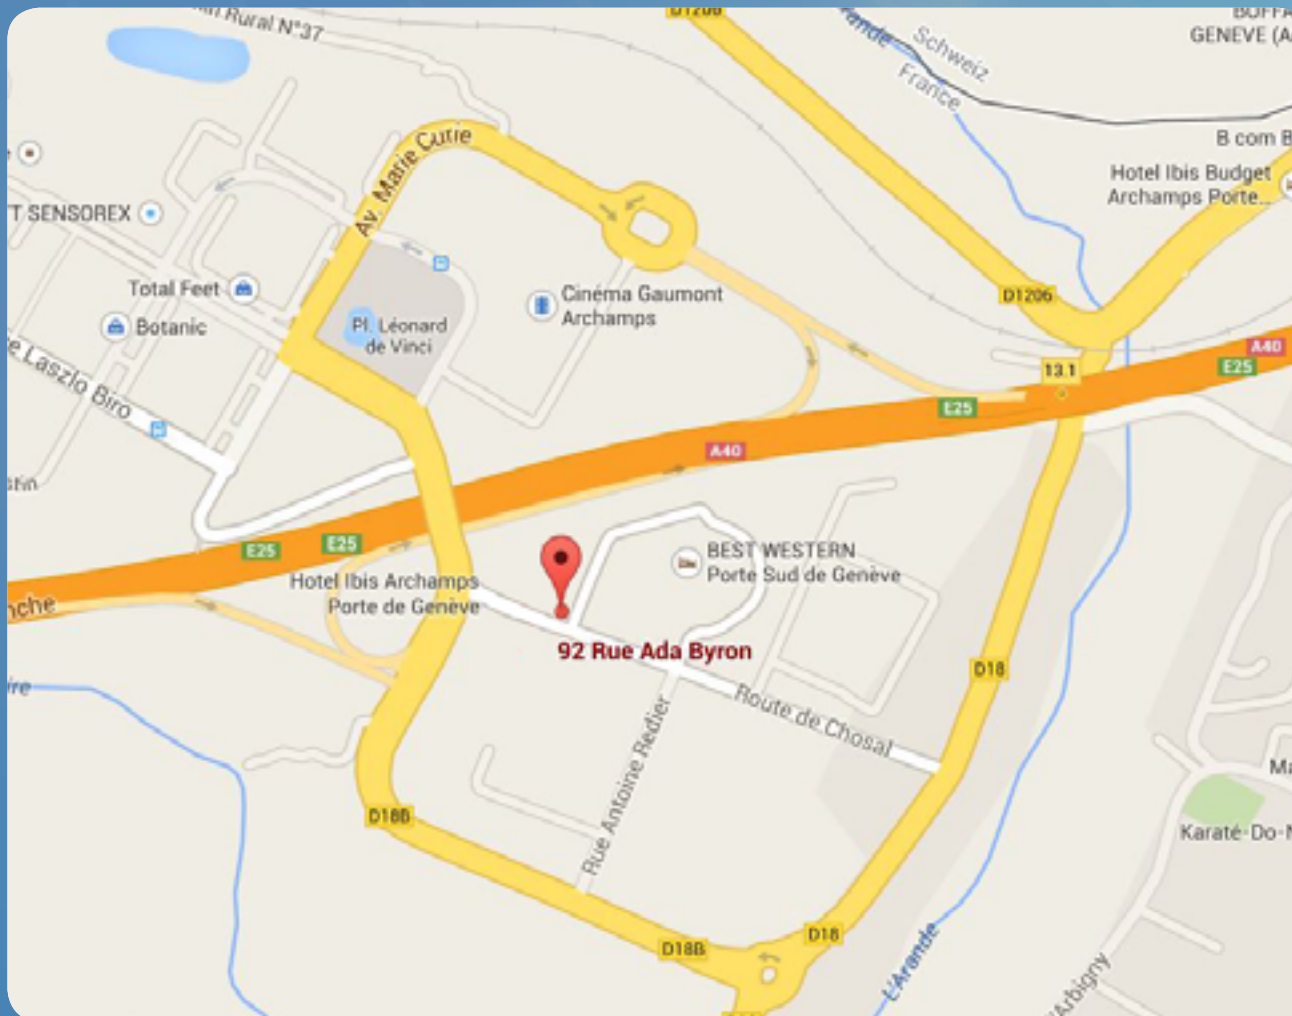 D1206
Rural N°37
Schweiz
France
GENEVE (A
B com B
Hotel Ibis Budget
Archamps Porte...
Av. Marie Curie
T SENSOREX
Total Feet
Botanic
Cinéma Gaumont
Archamps
Pl. Léonard
de Vinci
D1206
A40
E25
13.1
E25
A40
Laszlo Biro
E25
E25
BEST WESTERN
Porte Sud de Genève
Hotel Ibis Archamps
Porte de Genève
92 Rue Ada Byron
D18
Route de Chosal
Rue Antoine Redier
D18B
Karaté-Do-N
D18
D18B
L'Arande
'Arbigny